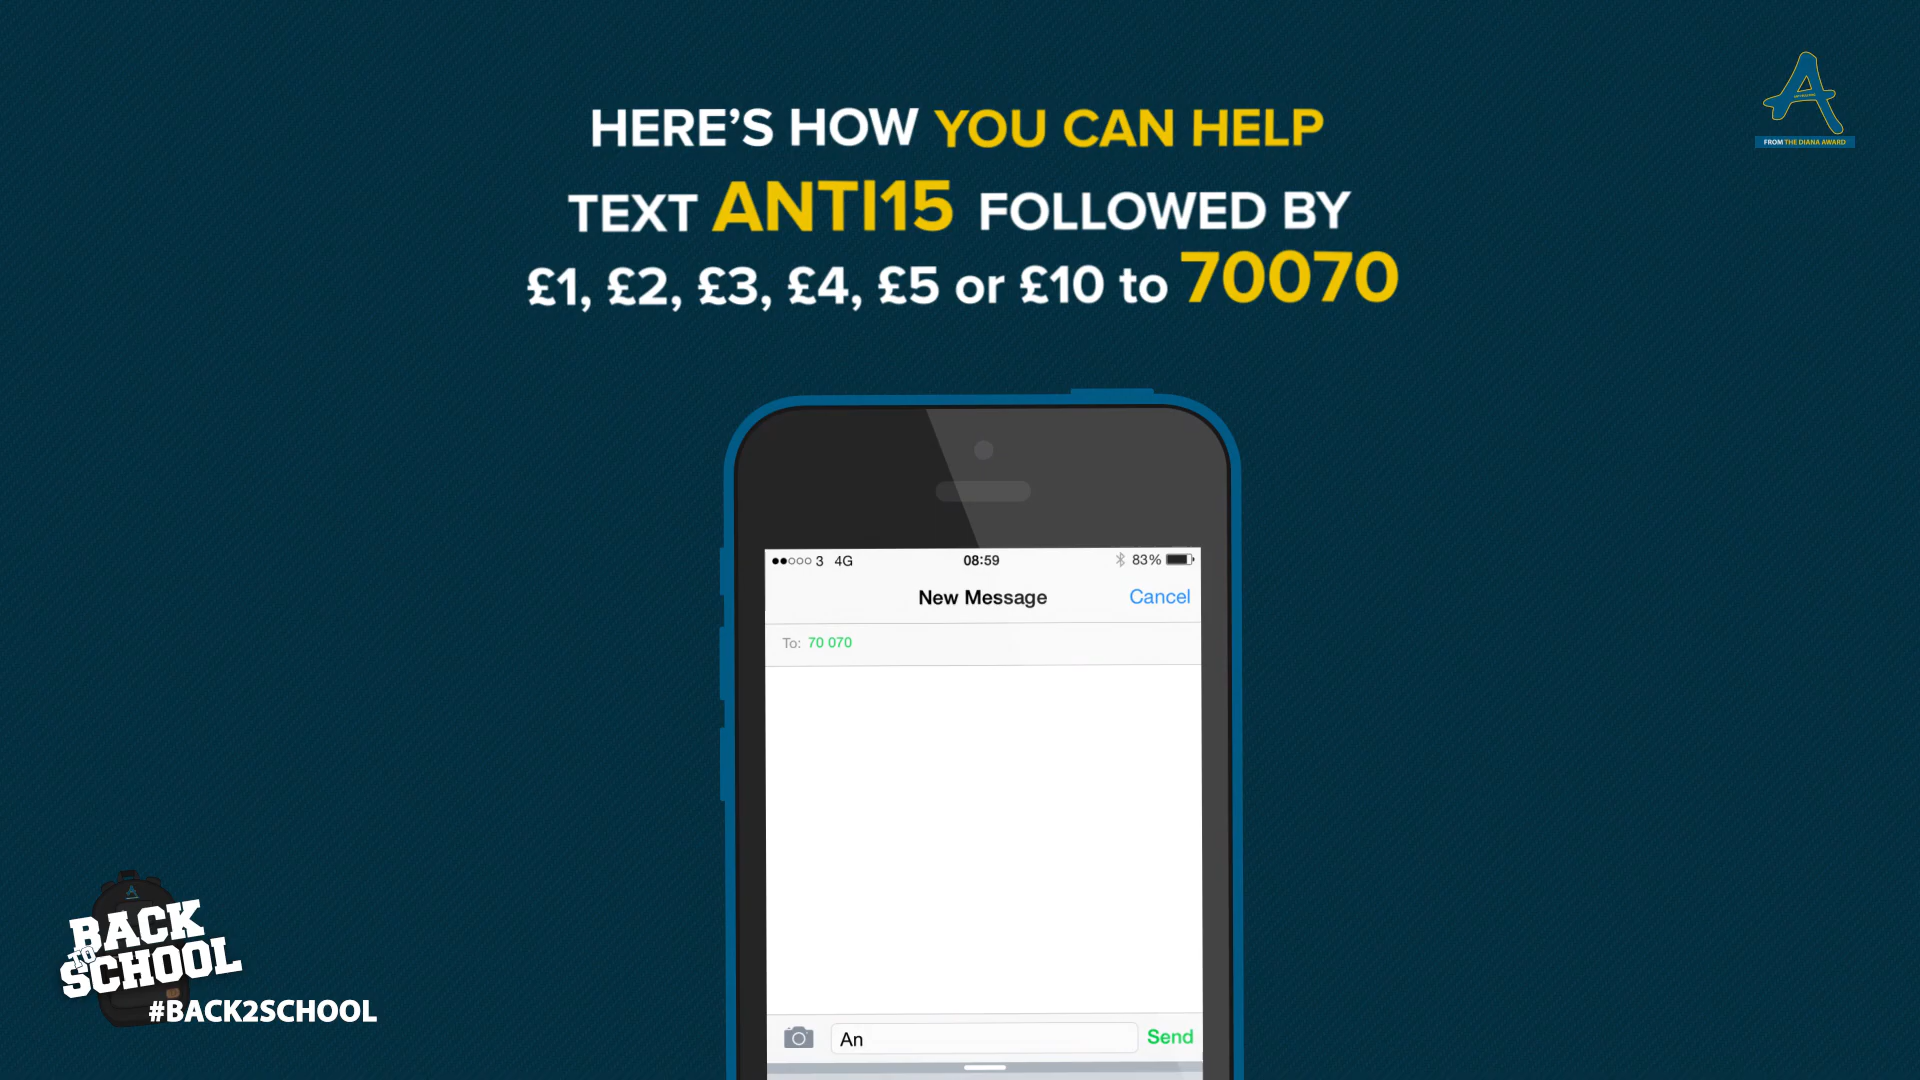 HERE'S HOW YOU CAN HELP
TEXT ANTI15 FOLLOWED BY
£1, £2, £3, £4, £5 or £10 to 70070
FROM THE DIANA AWARD
3 4G 08:59 83%
New Message Cancel
To: 70 070
An Send
BACK
TO
SCHOOL
#BACK2SCHOOL